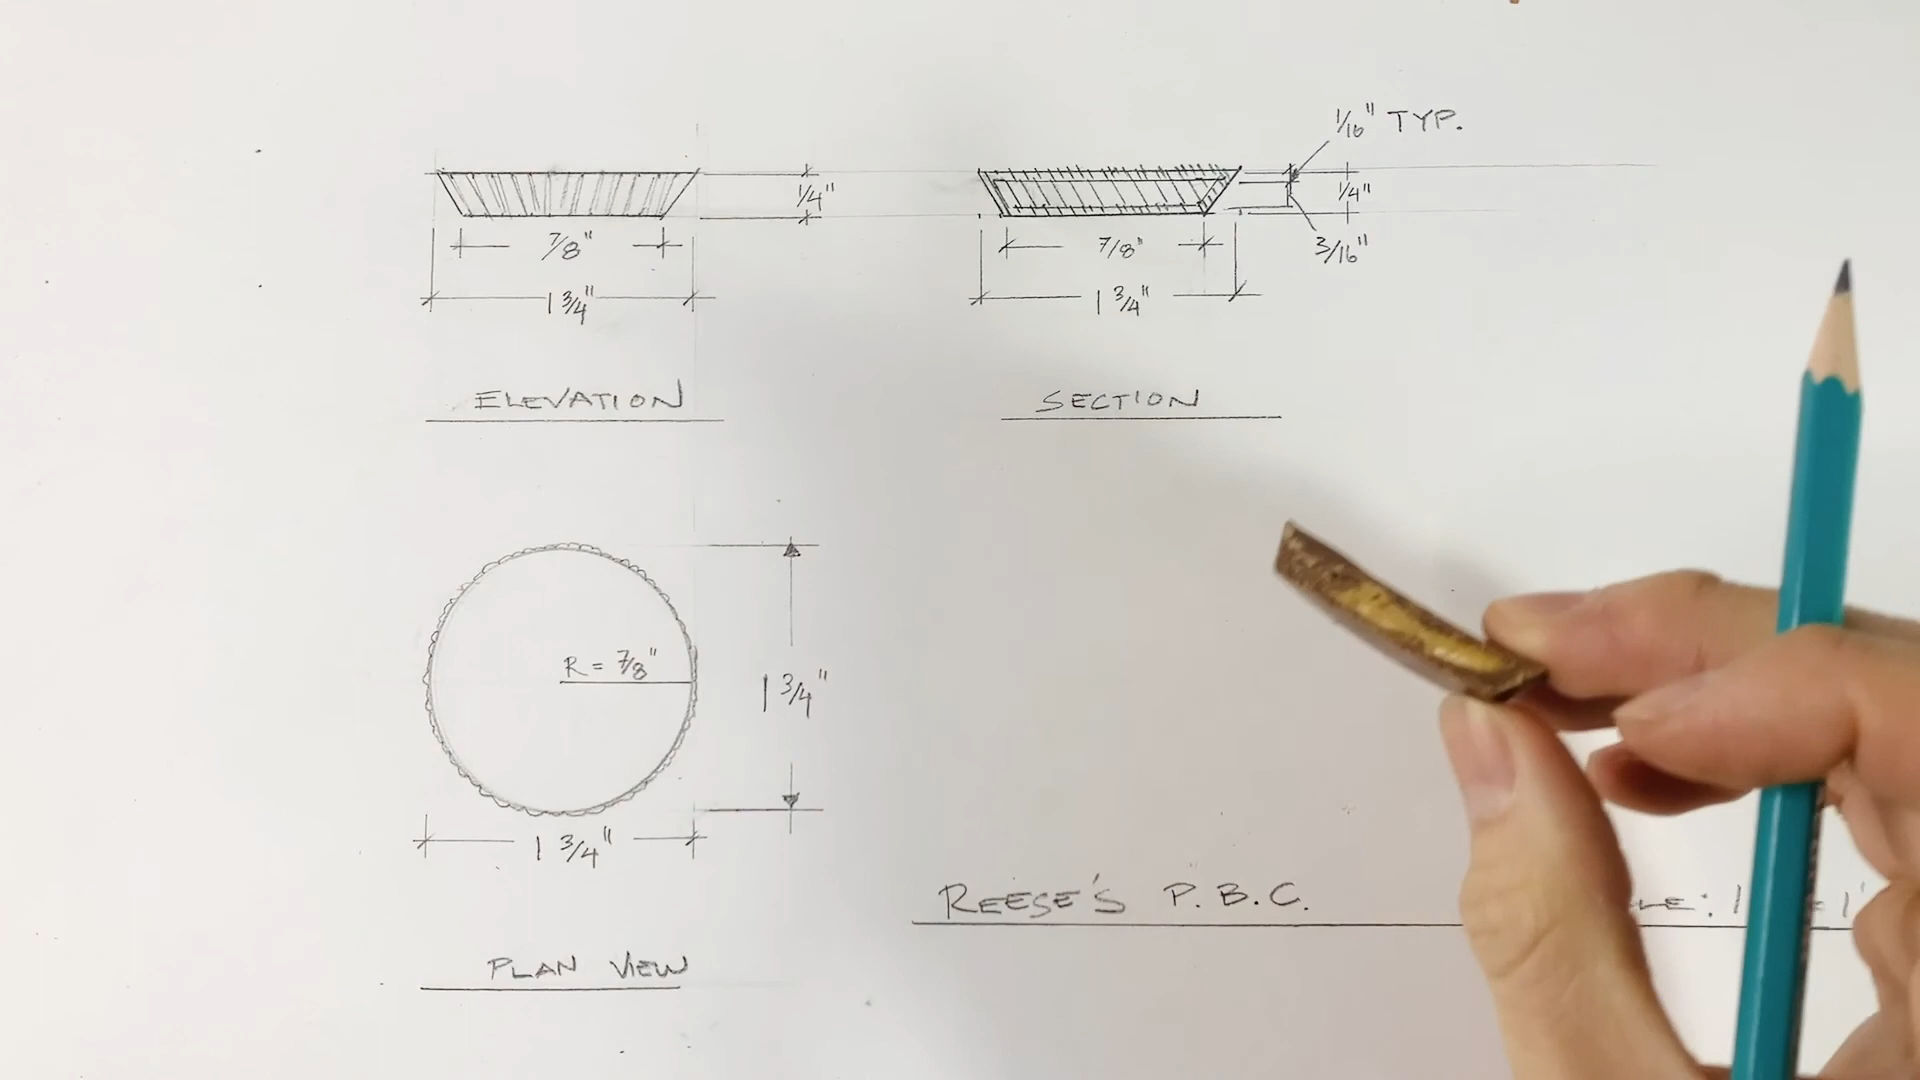 1/16" TYP.
1/4"
1/4"
7/8"
7/8"
3/16"
1 3/4"
1 3/4"
ELEVATION
SECTION
R = 7/8"
1 3/4"
1 3/4"
REESE'S P.B.C.
PLAN VIEW